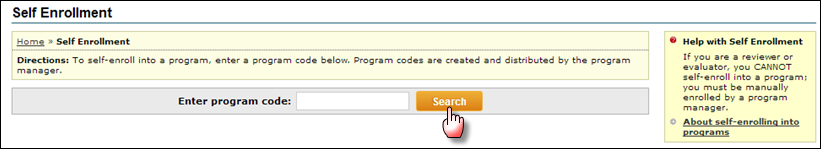 Self Enrollment
Home » Self Enrollment
Directions: To self-enroll into a program, enter a program code below. Program codes are created and distributed by the program
manager.
Enter program code:
Search
Help with Self Enrollment
If you are a reviewer or
evaluator, you CANNOT
self-enroll into a program;
you must be manually
enrolled by a program
manager.
About self-enrolling into
programs